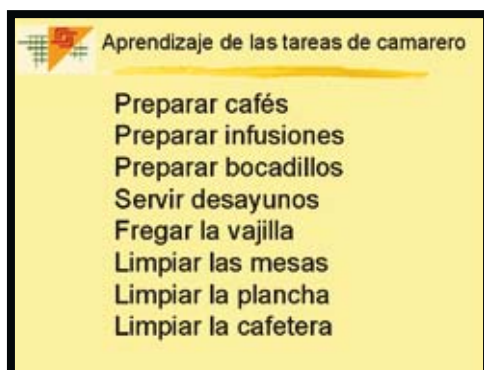 Aprendizaje de las tareas de camarero
Preparar cafés
Preparar infusiones
Preparar bocadillos
Servir desayunos
Fregar la vajilla
Limpiar las mesas
Limpiar la plancha
Limpiar la cafetera